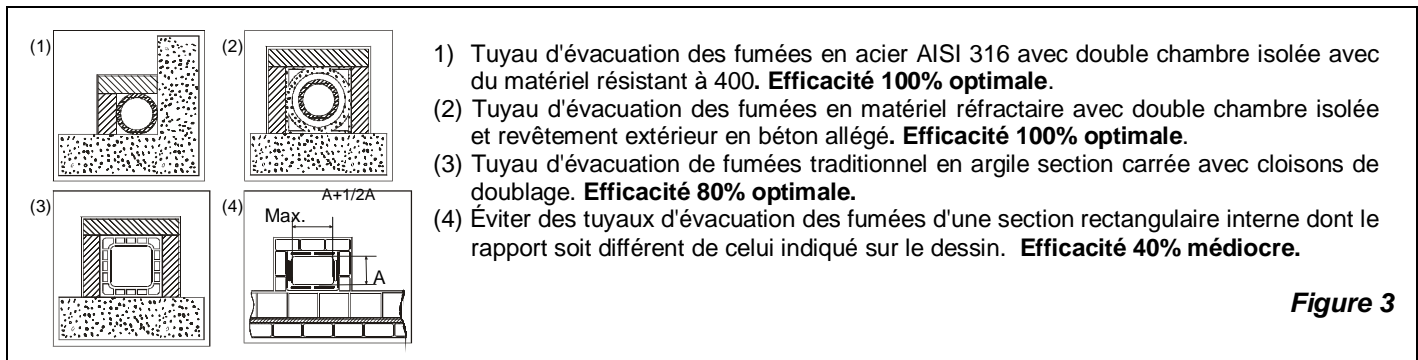 (1)
(2)
(3)
(4)
A+1/2A
Max.
A
1) Tuyau d'évacuation des fumées en acier AISI 316 avec double chambre isolée avec
du matériel résistant à 400. Efficacité 100% optimale.
(2) Tuyau d'évacuation des fumées en matériel réfractaire avec double chambre isolée
et revêtement extérieur en béton allégé. Efficacité 100% optimale.
(3) Tuyau d'évacuation de fumées traditionnel en argile section carrée avec cloisons de
doublage. Efficacité 80% optimale.
(4) Éviter des tuyaux d'évacuation des fumées d'une section rectangulaire interne dont le
rapport soit différent de celui indiqué sur le dessin. Efficacité 40% médiocre.
Figure 3